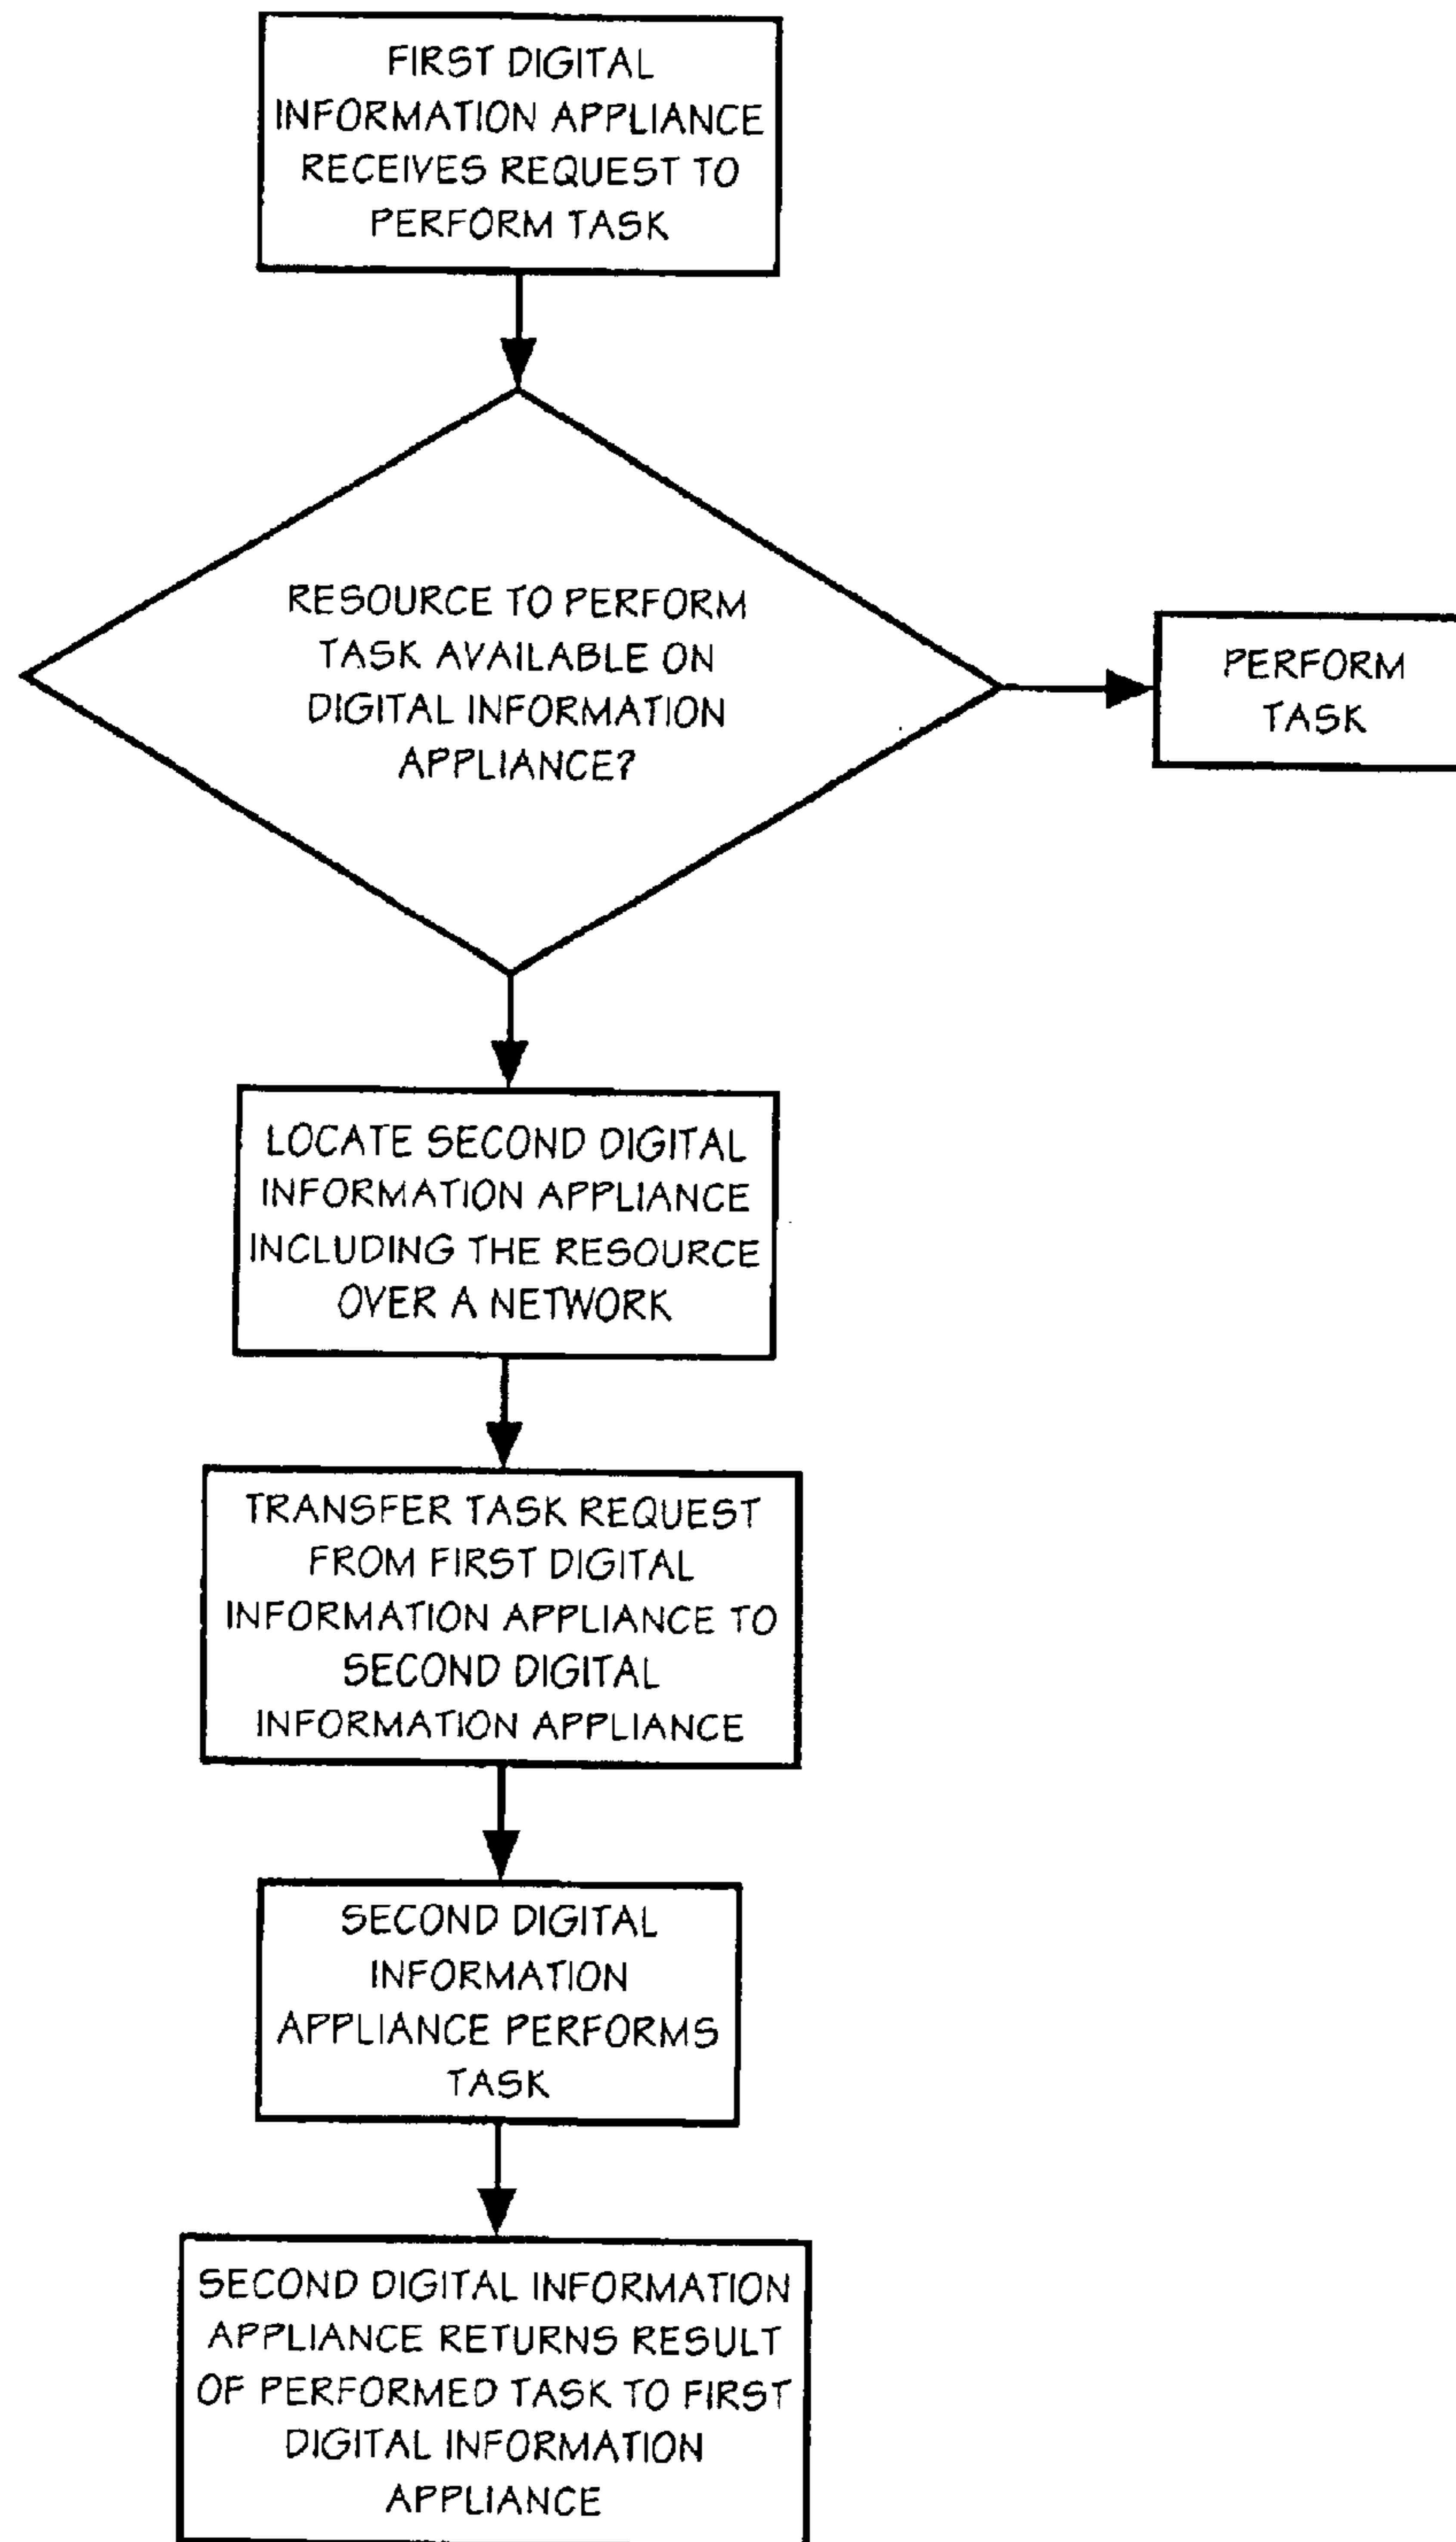 FIRST DIGITAL
INFORMATION APPLIANCE
RECEIVES REQUEST TO
PERFORM TASK
RESOURCE TO PERFORM
TASK AVAILABLE ON
DIGITAL INFORMATION
APPLIANCE?
PERFORM
TASK
LOCATE SECOND DIGITAL
INFORMATION APPLIANCE
INCLUDING THE RESOURCE
OVER A NETWORK
TRANSFER TASK REQUEST
FROM FIRST DIGITAL
INFORMATION APPLIANCE TO
SECOND DIGITAL
INFORMATION APPLIANCE
SECOND DIGITAL
INFORMATION
APPLIANCE PERFORMS
TASK
SECOND DIGITAL INFORMATION
APPLIANCE RETURNS RESULT
OF PERFORMED TASK TO FIRST
DIGITAL INFORMATION
APPLIANCE